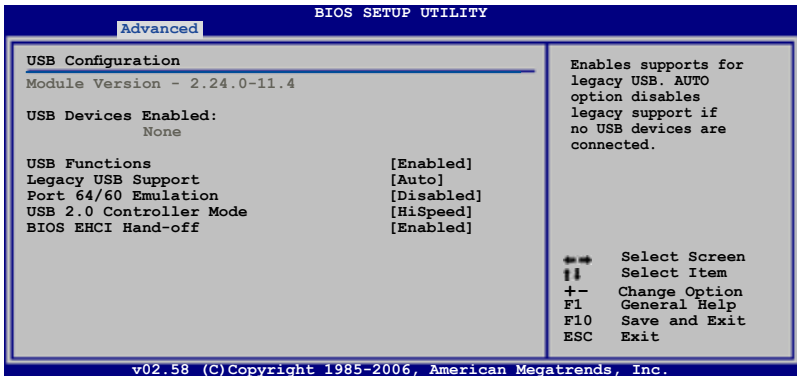 BIOS SETUP UTILITY
Advanced
USB Configuration
Module Version - 2.24.0-11.4
USB Devices Enabled:
None
USB Functions [Enabled]
Legacy USB Support [Auto]
Port 64/60 Emulation [Disabled]
USB 2.0 Controller Mode [HiSpeed]
BIOS EHCI Hand-off [Enabled]
Enables supports for
legacy USB. AUTO
option disables
legacy support if
no USB devices are
connected.
←→ Select Screen
↑↓ Select Item
+- Change Option
F1 General Help
F10 Save and Exit
ESC Exit
v02.58 (C)Copyright 1985-2006, American Megatrends, Inc.